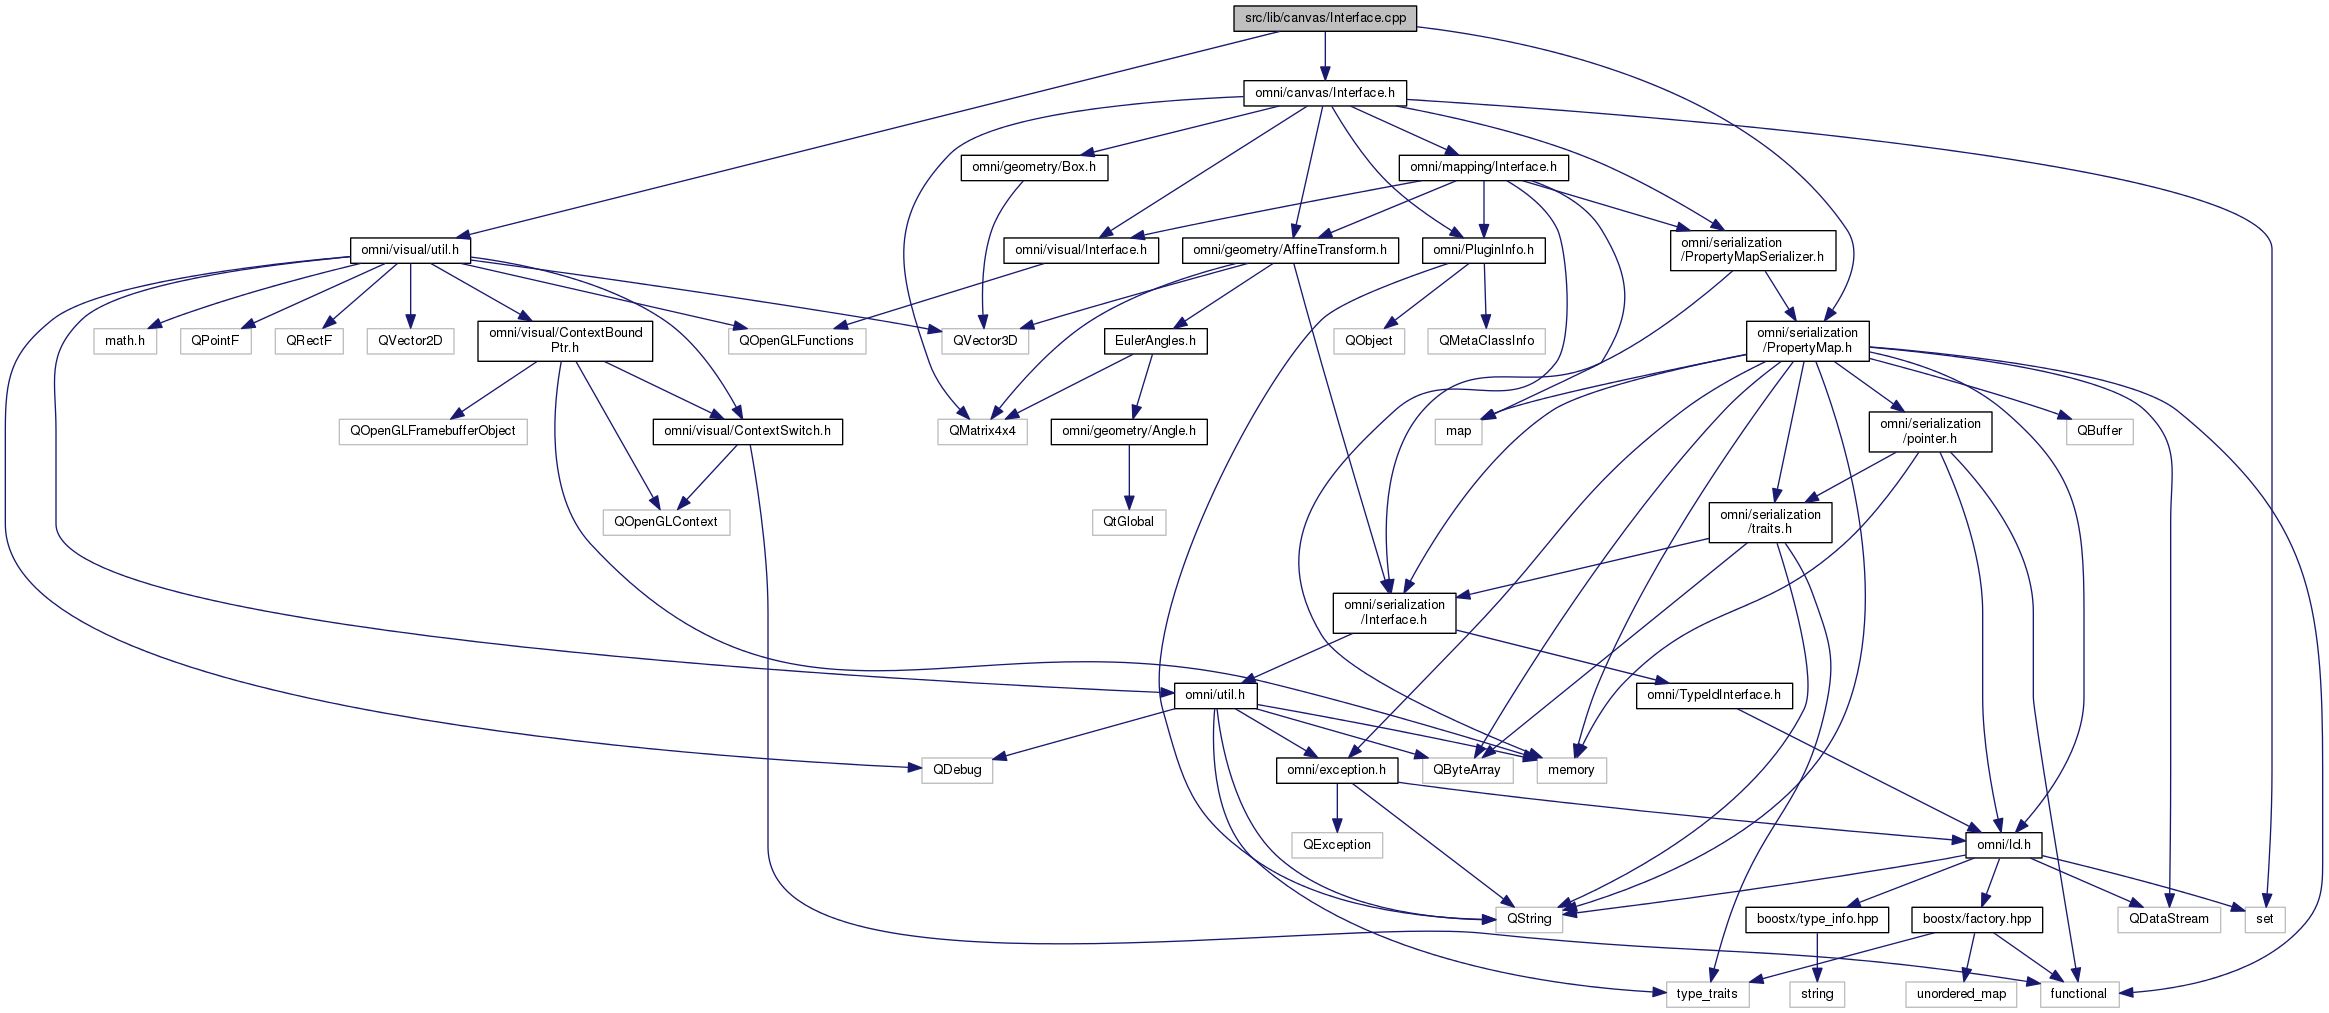 src/lib/canvas/Interface.cpp
omni/canvas/Interface.h
omni/geometry/Box.h
omni/mapping/Interface.h
omni/visual/util.h
omni/visual/Interface.h
omni/geometry/AffineTransform.h
omni/PluginInfo.h
omni/serialization
/PropertyMapSerializer.h
math.h
QPointF
QRectF
QVector2D
omni/visual/ContextBound
Ptr.h
QOpenGLFunctions
QVector3D
EulerAngles.h
QObject
QMetaClassInfo
omni/serialization
/PropertyMap.h
QOpenGLFramebufferObject
omni/visual/ContextSwitch.h
QMatrix4x4
omni/geometry/Angle.h
map
omni/serialization
/pointer.h
QBuffer
QOpenGLContext
QtGlobal
omni/serialization
/traits.h
omni/serialization
/Interface.h
omni/util.h
omni/TypeIdInterface.h
QDebug
omni/exception.h
QByteArray
memory
QException
omni/Id.h
QString
boostx/type_info.hpp
boostx/factory.hpp
QDataStream
set
type_traits
string
unordered_map
functional